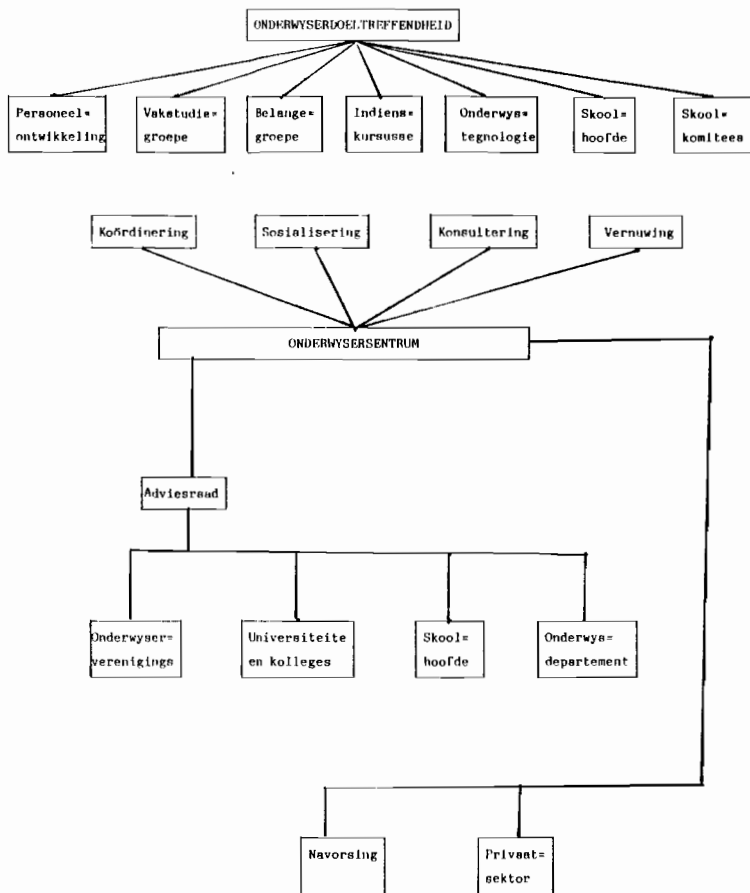 ONDERWYSERDOELTREFFENDHEID
Personeel=
ontwikkeling
Vakstudie=
groepe
Belange=
groepe
Indiens=
kursusse
Onderwys=
tegnologie
Skool=
hoofde
Skool=
komitees
Koördinering
Sosialisering
Konsultering
Vernuwing
ONDERWYSERSENTRUM
Adviesraad
Onderwyser=
verenigings
Universiteite
en kolleges
Skool=
hoofde
Onderwys=
departement
Navorsing
Privaat=
sektor